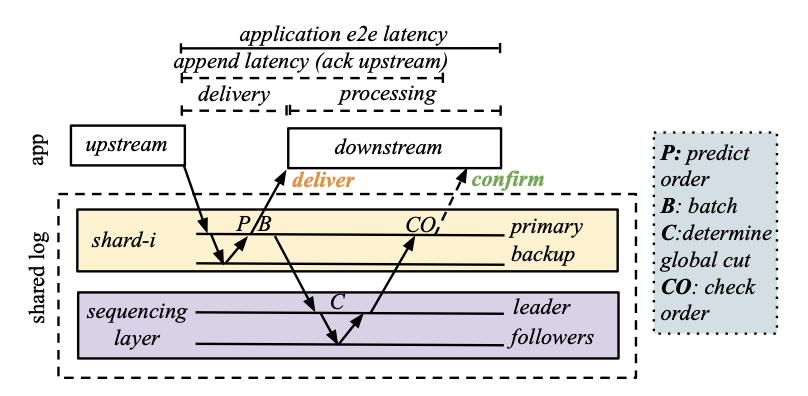 application e2e latency
append latency (ack upstream)
delivery
processing
app
upstream
downstream
deliver
confirm
shared log
shard-i
P/B
CO
primary
backup
sequencing
layer
C
leader
followers
P: predict
order
B: batch
C:determine
global cut
CO: check
order